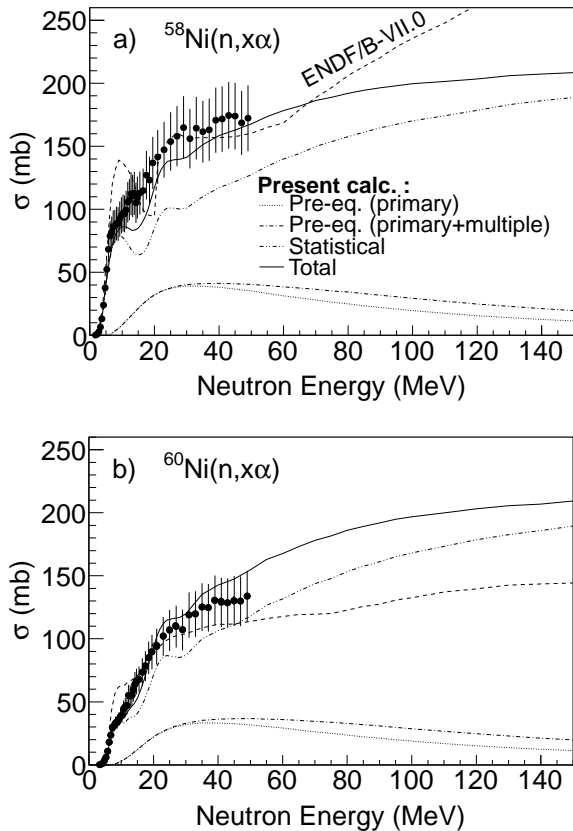 a) ⁵⁸Ni(n,xα)
ENDF/B-VII.0
250
200
150
100
50
0
σ (mb)
Present calc. :
Pre-eq. (primary)
Pre-eq. (primary+multiple)
Statistical
Total
0 20 40 60 80 100 120 140
Neutron Energy (MeV)
b) ⁶⁰Ni(n,xα)
250
200
150
100
50
0
σ (mb)
0 20 40 60 80 100 120 140
Neutron Energy (MeV)